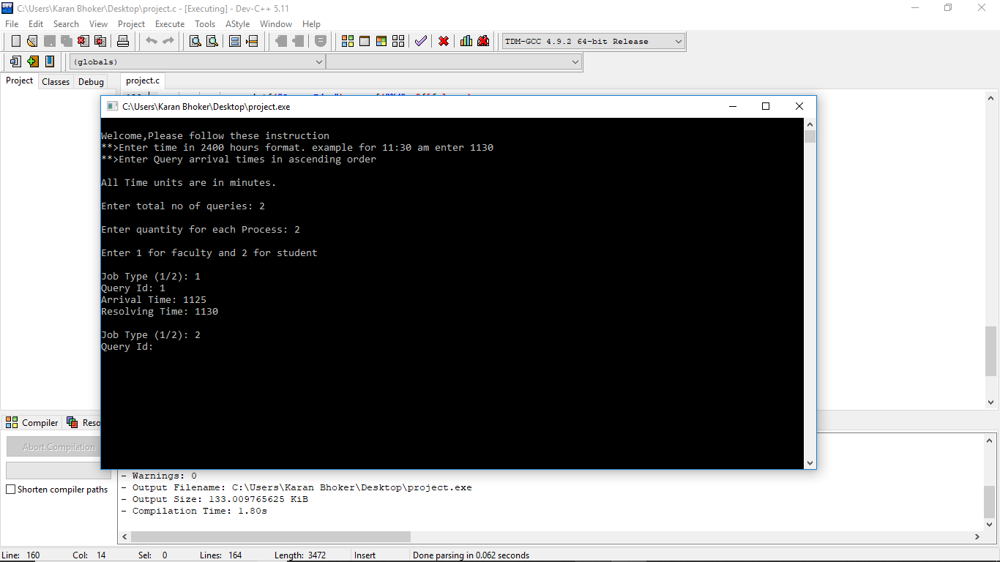 C:\Users\Karan Bhoker\Desktop\project.c - [Executing] - Dev-C++ 5.11
File Edit Search View Project Execute Tools AStyle Window Help
TDM-GCC 4.9.2 64-bit Release
(globals)
Project Classes Debug project.c
C:\Users\Karan Bhoker\Desktop\project.exe
Welcome,Please follow these instruction
**>Enter time in 2400 hours format. example for 11:30 am enter 1130
**>Enter Query arrival times in ascending order
All Time units are in minutes.
Enter total no of queries: 2
Enter quantity for each Process: 2
Enter 1 for faculty and 2 for student
Job Type (1/2): 1
Query Id: 1
Arrival Time: 1125
Resolving Time: 1130
Job Type (1/2): 2
Query Id:
Compiler Reso
Abort Compilation
Shorten compiler paths
- Warnings: 0
- Output Filename: C:\Users\Karan Bhoker\Desktop\project.exe
- Output Size: 133.009765625 KiB
- Compilation Time: 1.80s
Line: 160 Col: 14 Sel: 0 Lines: 164 Length: 3472 Insert Done parsing in 0.062 seconds